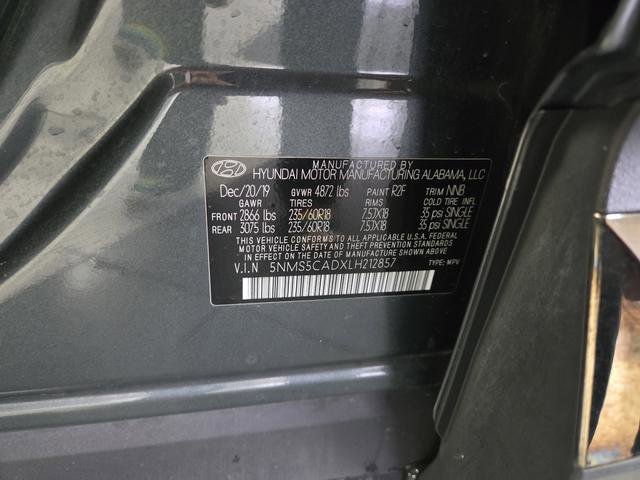 MANUFACTURED BY
HYUNDAI MOTOR MANUFACTURING ALABAMA, LLC
Dec/20/19 GVWR 4872 lbs PAINT R2F TRIM NNB
GAWR TIRES RIMS COLD TIRE INFL
FRONT 2866 lbs 235/60R18 7.5JX18 35 psi SINGLE
REAR 3075 lbs 235/60R18 7.5JX18 35 psi SINGLE
THIS VEHICLE CONFORMS TO ALL APPLICABLE U.S.A. FEDERAL
MOTOR VEHICLE SAFETY BUMPER, AND THEFT PREVENTION STANDARDS
IN EFFECT ON THE DATE OF MANUFACTURE SHOWN ABOVE.
V.I.N 5NMS5CADXLH212857 TYPE: MPV